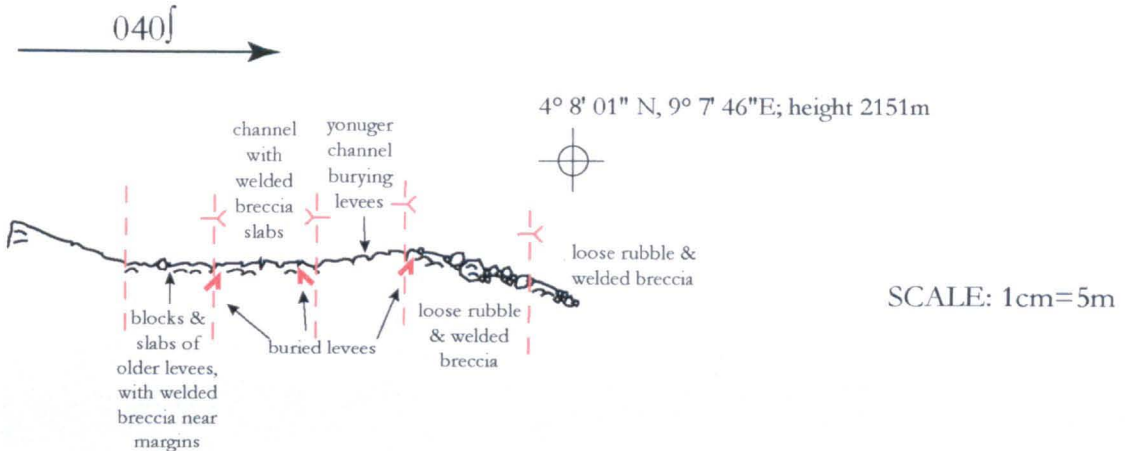 040∫
4° 8' 01" N, 9° 7' 46"E; height 2151m
channel
with
welded
breccia
slabs
yonuger
channel
burying
levees
loose rubble &
welded breccia
SCALE: 1cm=5m
blocks &
slabs of
older levees,
with welded
breccia near
margins
buried levees
loose rubble
& welded
breccia